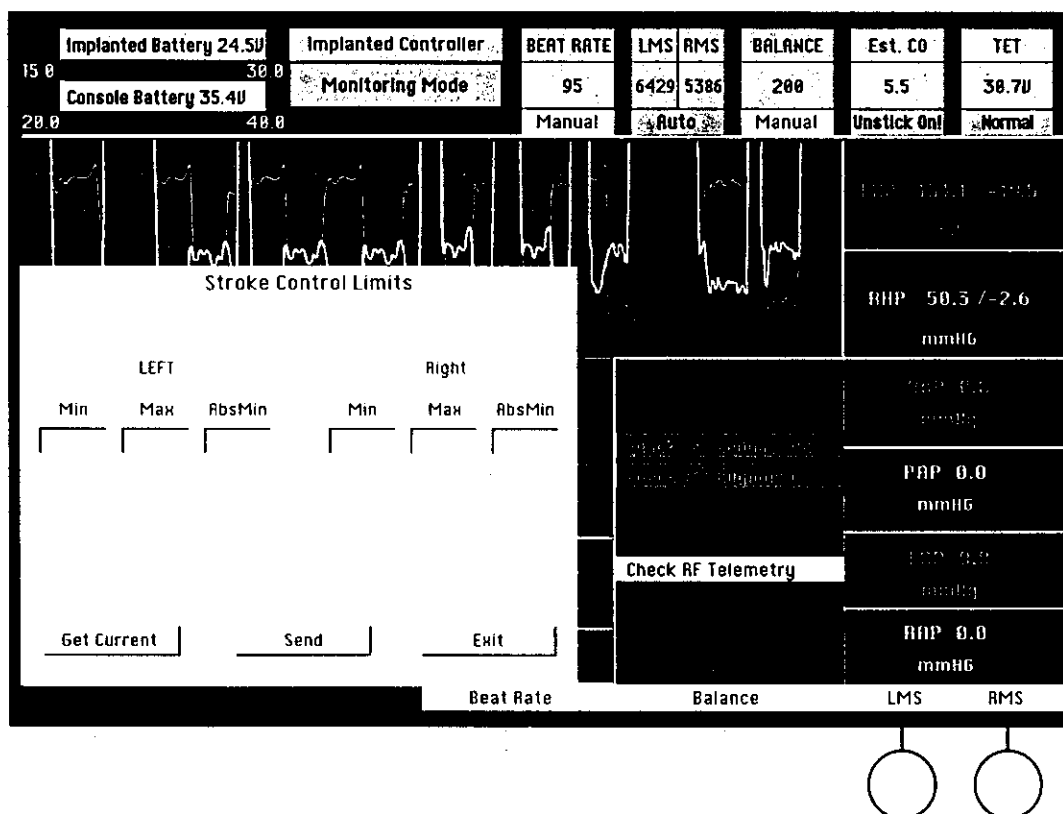 Implanted Battery 24.5V
15.0 30.0
Console Battery 35.4V
20.0 40.0
Implanted Controller
Monitoring Mode
BEAT RATE
95
Manual
LMS RMS
6429 5386
Auto
BALANCE
200
Manual
Est. CO
5.5
Unstick On!
TET
30.7V
Normal
RHP 50.3 /-2.6
mmHG
Stroke Control Limits
LEFT Right
Min Max AbsMin Min Max AbsMin
mmHg
PAP 0.0
mmHG
Check RF Telemetry
mmHg
RAP 0.0
mmHG
Get Current Send Exit
Beat Rate Balance LMS RMS